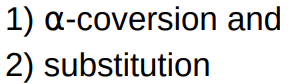 1) α-coversion and
2) substitution